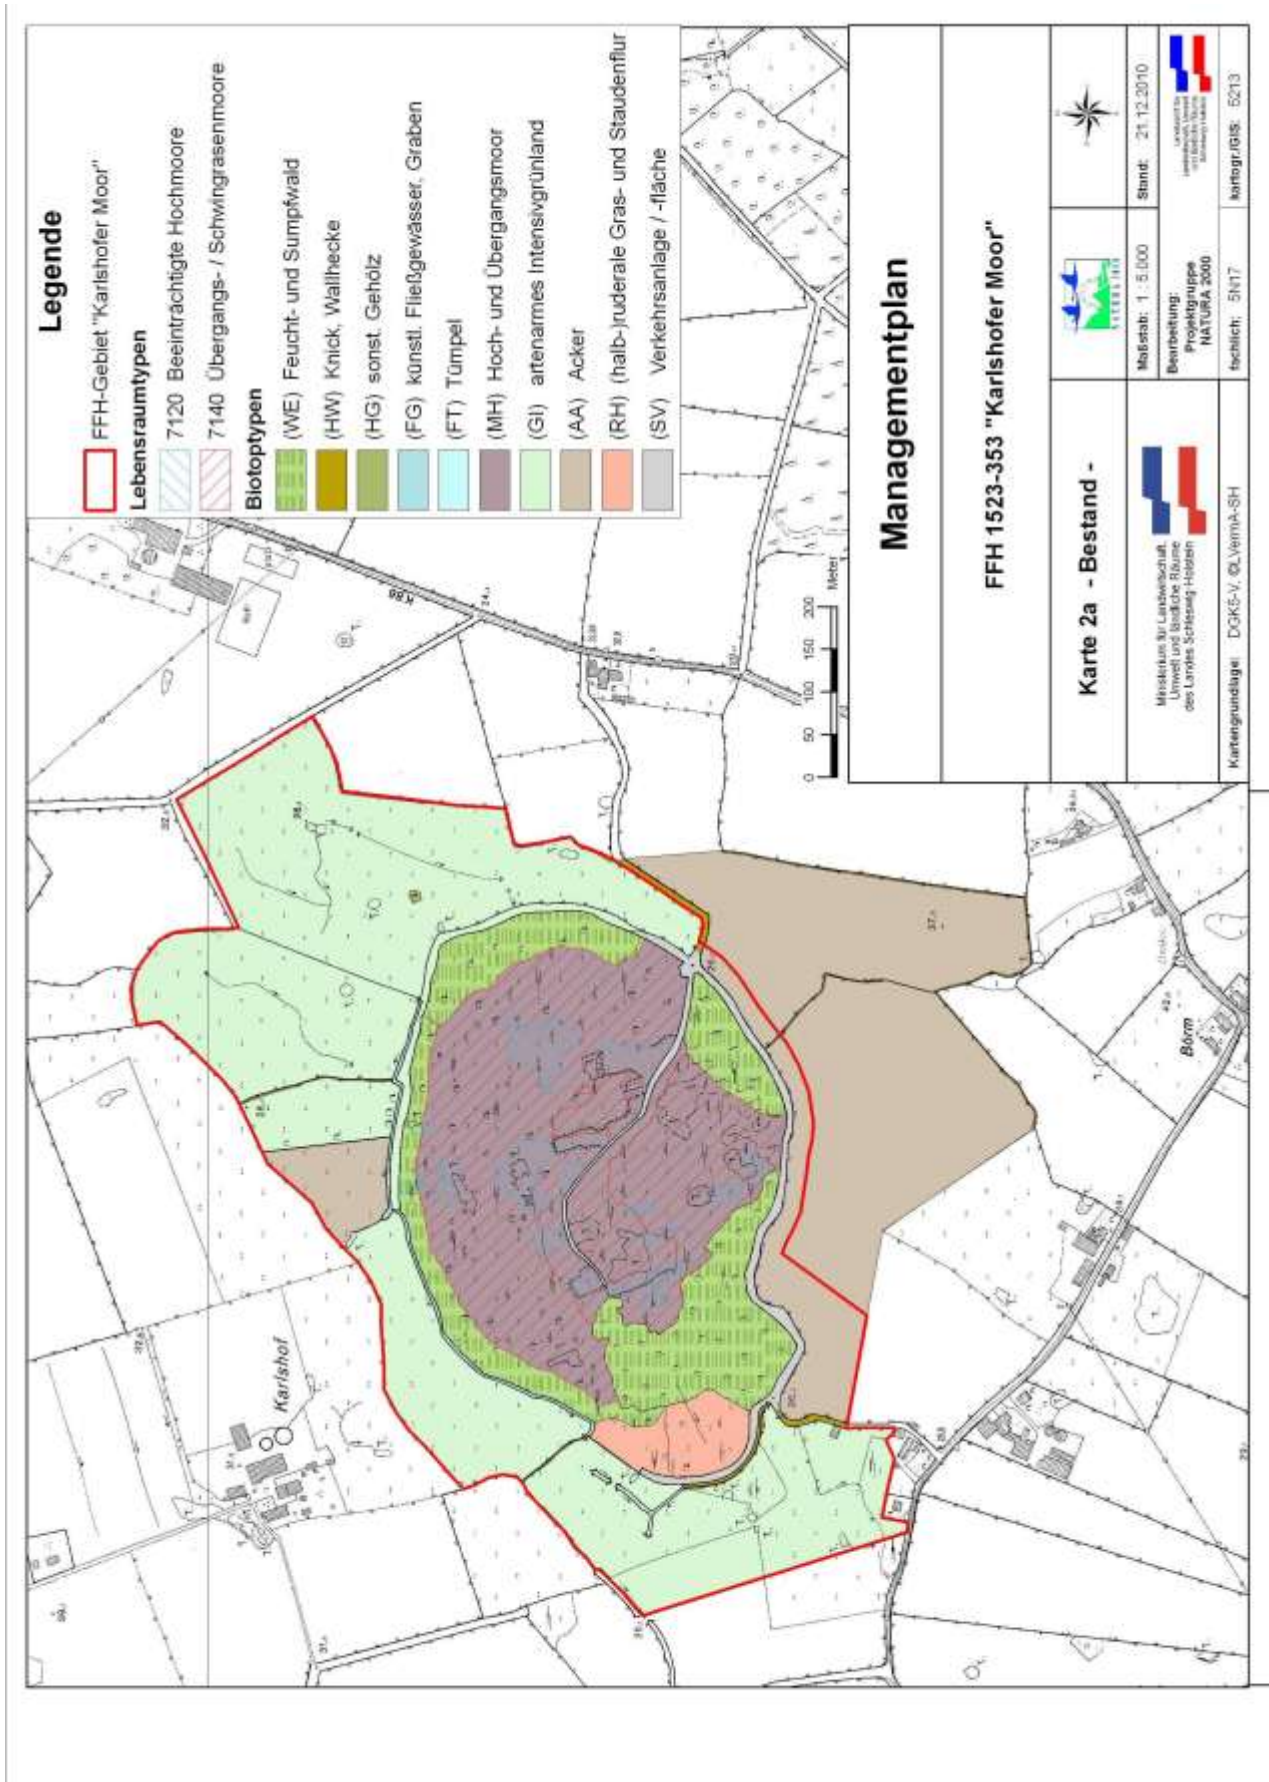 Legende
FFH-Gebiet "Karlshofer Moor"
Lebensraumtypen
7120 Beeinträchtigte Hochmoore
7140 Übergangs- / Schwingrasenmoore
Biotoptypen
(WE) Feucht- und Sumpfwald
(HW) Knick, Wallhecke
(HG) sonst. Gehölz
(FG) künstl. Fließgewässer, Graben
(FT) Tümpel
(MH) Hoch- und Übergangsmoor
(GI) artenarmes Intensivgrünland
(AA) Acker
(RH) (halb-)ruderale Gras- und Staudenflur
(SV) Verkehrsanlage / -fläche
Karlshof
K 86
Börm
0 50 100 150 200
Meter
Managementplan
FFH 1523-353 "Karlshofer Moor"
Karte 2a - Bestand -
Maßstab: 1 : 5.000
Stand: 21.12.2010
Ministerium für Landwirtschaft,
Umwelt und ländliche Räume
des Landes Schleswig-Holstein
Bearbeitung:
Projektgruppe
NATURA 2000
Kartengrundlage: DGK5-V, ©LVermA-SH
fachlich: 5N17
kartogr./GIS: 5213